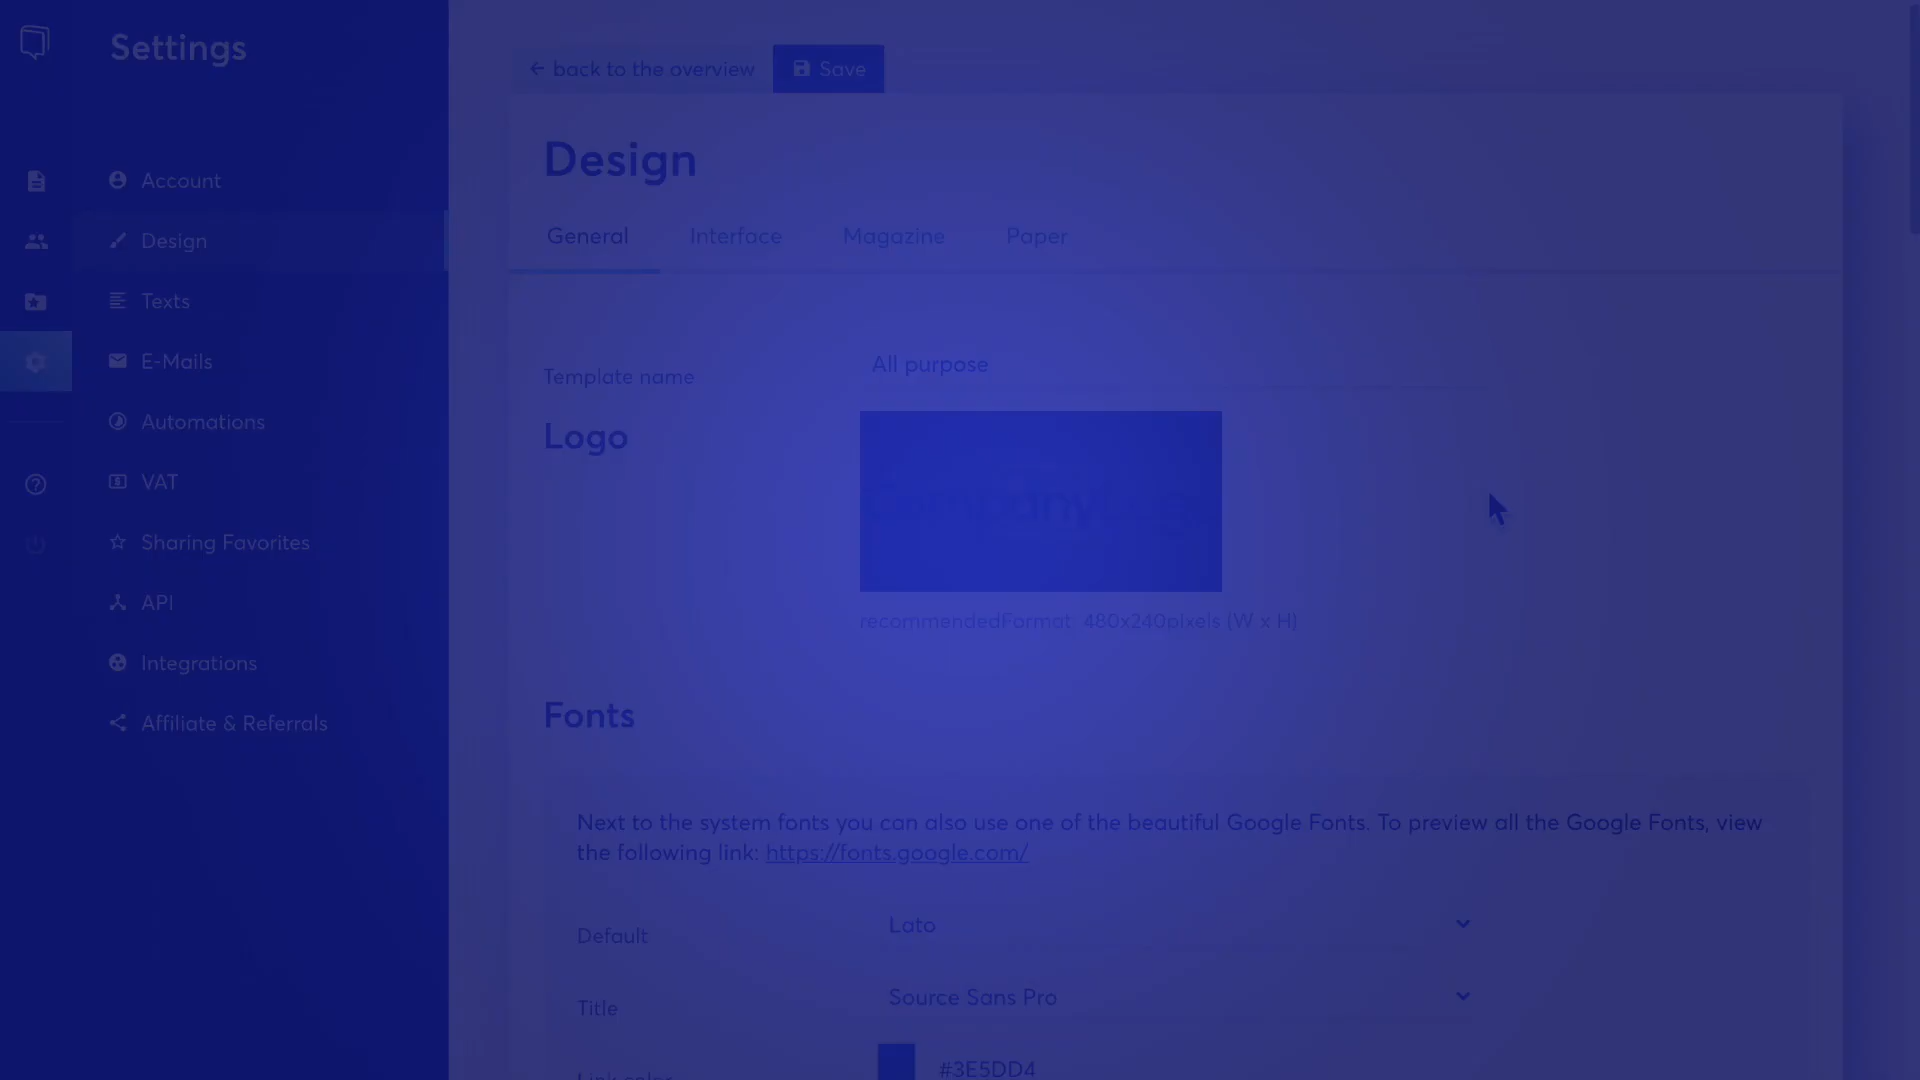 Settings
Account
Design
Texts
E-Mails
Automations
VAT
Sharing Favorites
API
Integrations
Affiliate & Referrals
← back to the overview
Save
Design
General Interface Magazine Paper
Template name All purpose
Logo
Company
recommendedFormat 480x240pixels (W x H)
Fonts
Next to the system fonts you can also use one of the beautiful Google Fonts. To preview all the Google Fonts, view
the following link: https://fonts.google.com/
Default Lato
Title Source Sans Pro
Link color #3E5DD4